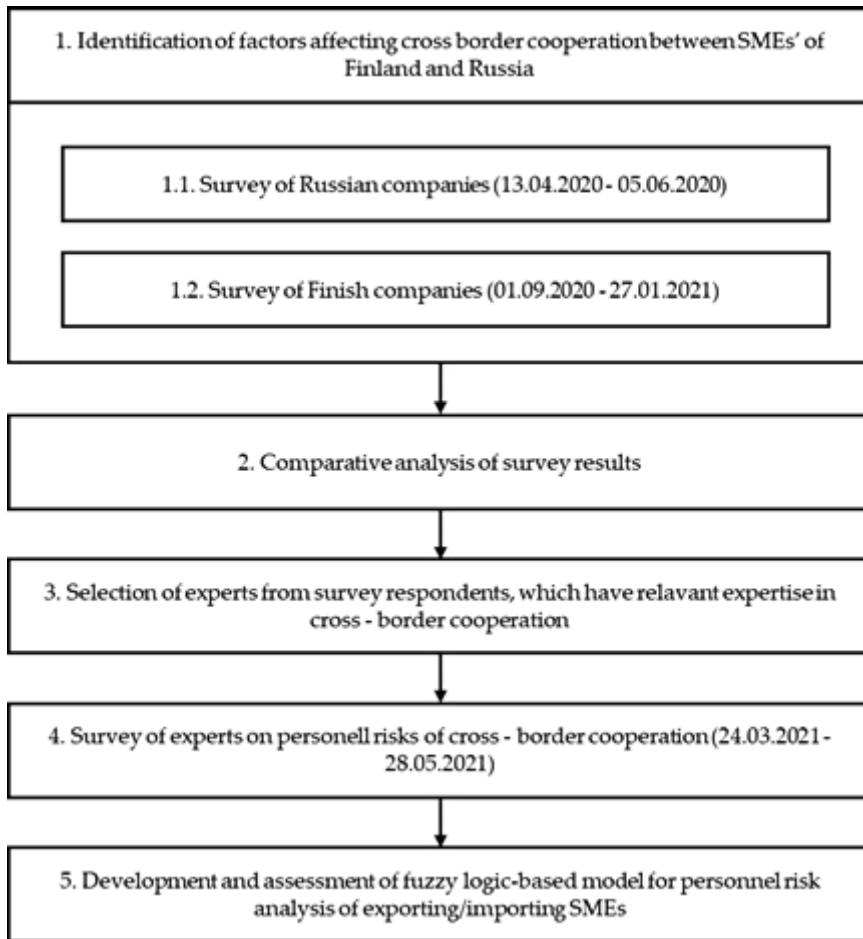 1. Identification of factors affecting cross border cooperation between SMEs' of
Finland and Russia
1.1. Survey of Russian companies (13.04.2020 - 05.06.2020)
1.2. Survey of Finish companies (01.09.2020 - 27.01.2021)
2. Comparative analysis of survey results
3. Selection of experts from survey respondents, which have relavant expertise in
cross - border cooperation
4. Survey of experts on personell risks of cross - border cooperation (24.03.2021 -
28.05.2021)
5. Development and assessment of fuzzy logic-based model for personnel risk
analysis of exporting/importing SMEs